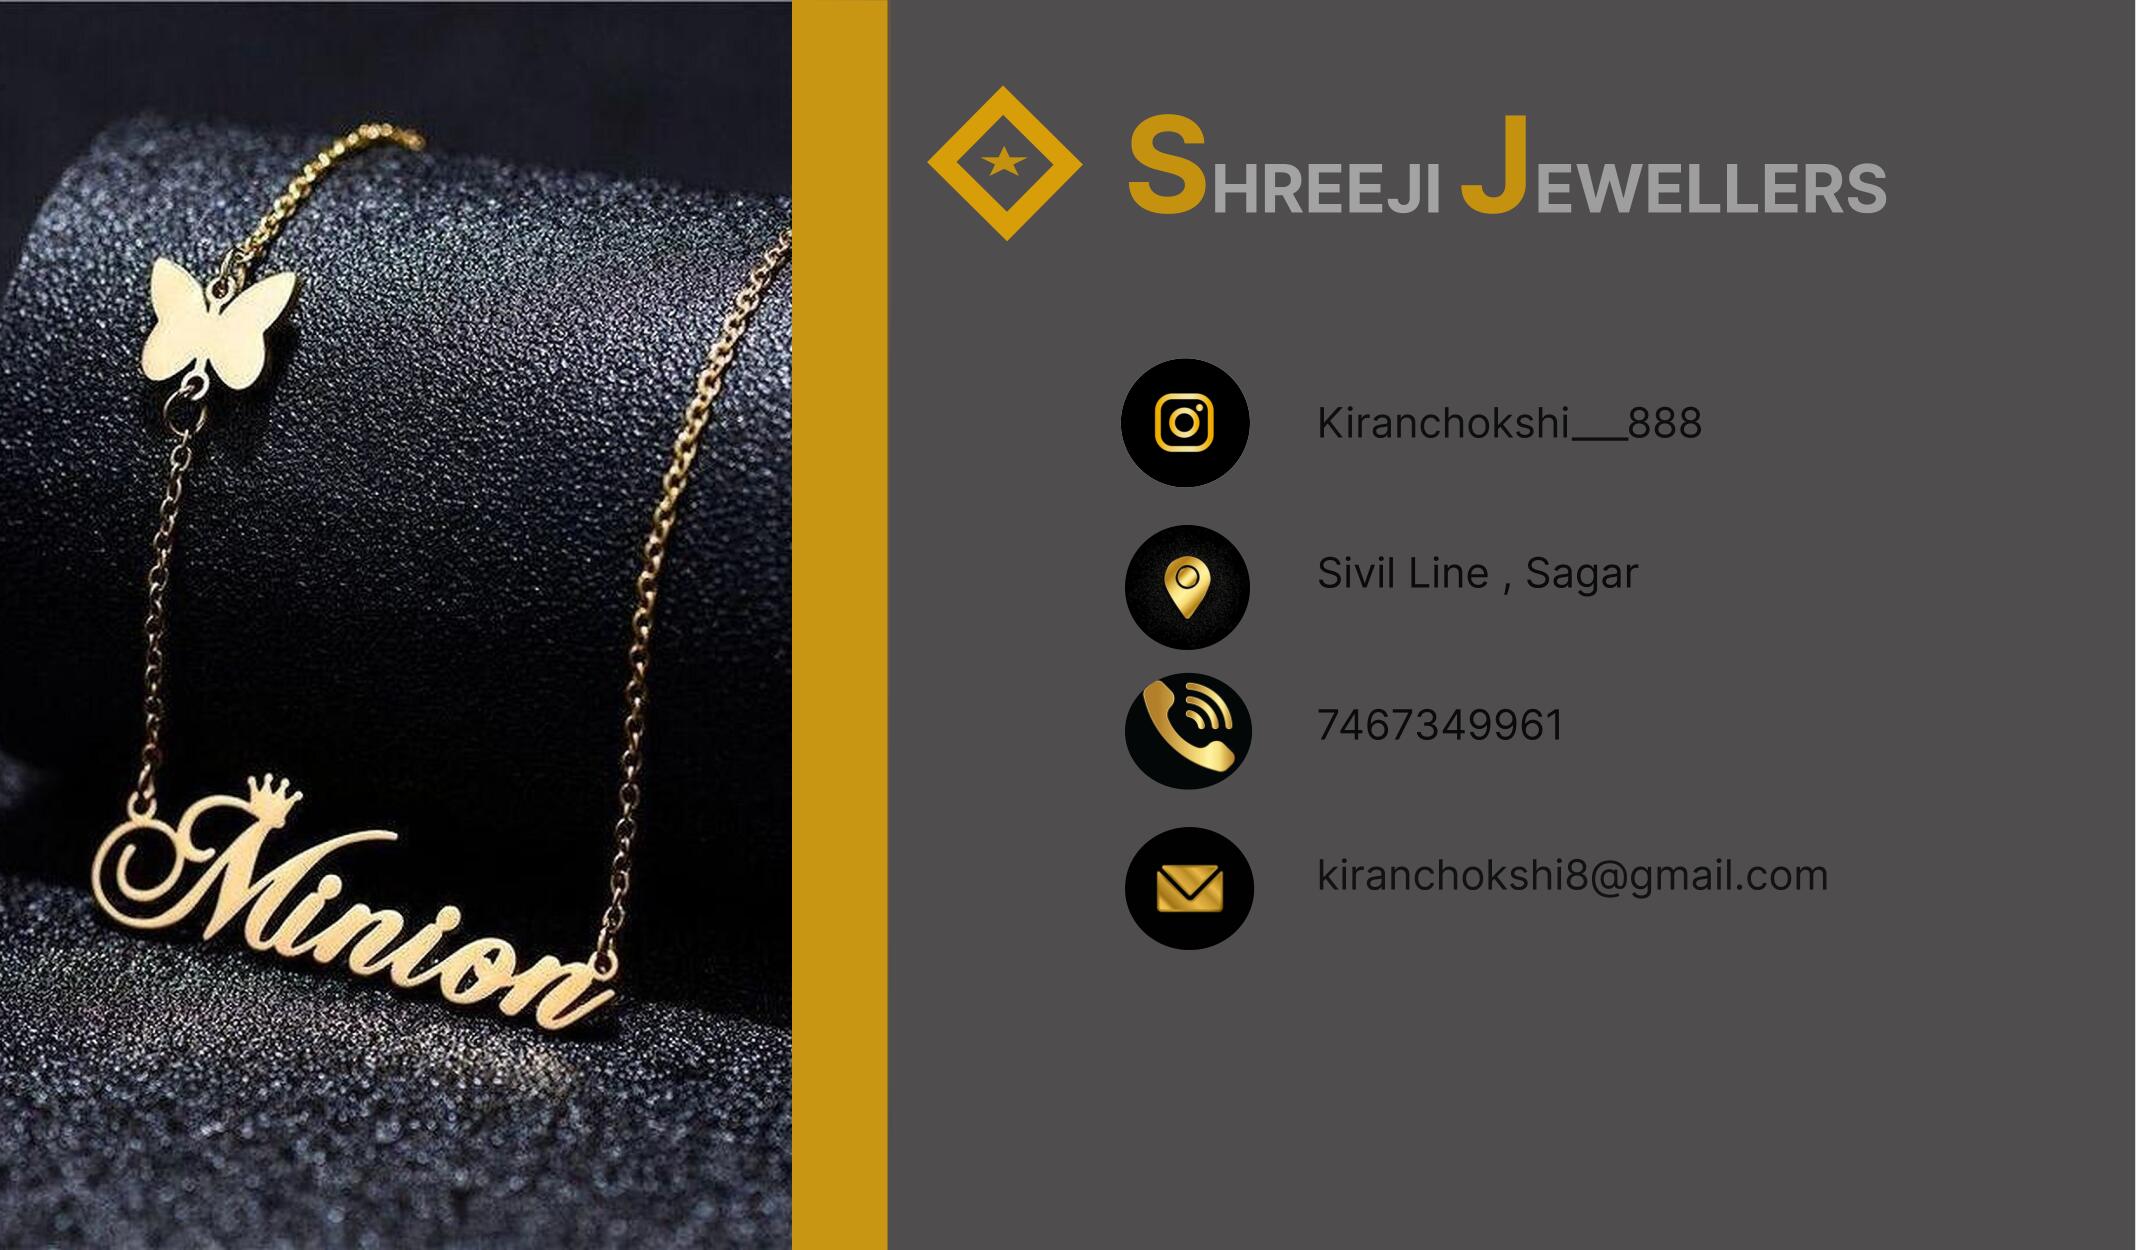 Minion
SHREEJI JEWELLERS
Kiranchokshi___888
Sivil Line , Sagar
7467349961
kiranchokshi8@gmail.com